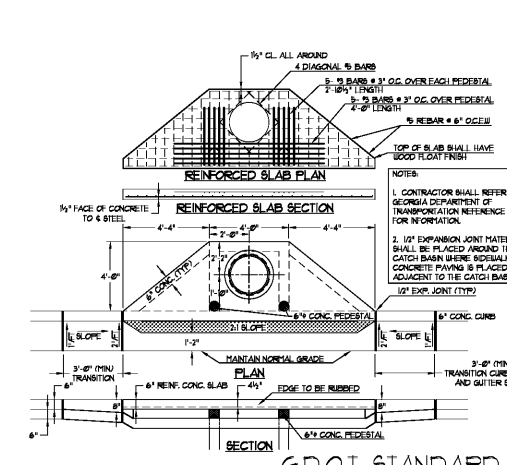 1½" CL. ALL AROUND
4 DIAGONAL #5 BARS
5- #3 BARS @ 3" O.C. OVER EACH PEDESTAL
2'-10½" LENGTH
5- #3 BARS @ 3" O.C. OVER PEDESTAL
4'-0" LENGTH
#5 REBAR @ 6" O.C.E.W
TOP OF SLAB SHALL HAVE
WOOD FLOAT FINISH
REINFORCED SLAB PLAN
NOTES:
1. CONTRACTOR SHALL REFER
GEORGIA DEPARTMENT OF
TRANSPORTATION REFERENCE
FOR INFORMATION.
2. 1/2" EXPANSION JOINT MATE
SHALL BE PLACED AROUND T
CATCH BASIN WHERE SIDEWAL
CONCRETE PAVING IS PLACED
ADJACENT TO THE CATCH BAS
1½" FACE OF CONCRETE
TO ¢ STEEL
REINFORCED SLAB SECTION
4'-4" 4'-0" 4'-4"
2'-0"
4'-0"
2'-2"
6" CONC. (TYP)
1'-0"
1/2" EXP. JOINT (TYP)
6"⌀ CONC. PEDESTAL
6" CONC. CURB
2:1 SLOPE
SLOPE
SLOPE
1'-2"
MAINTAIN NORMAL GRADE
3'-0" (MIN)
TRANSITION
PLAN
3'-0" (MIN
TRANSITION CURB
AND GUTTER S
6"
6" REINF. CONC. SLAB
4½"
EDGE TO BE RUBBED
8"
8"
6"
6"⌀ CONC. PEDESTAL
SECTION
GDOT STANDARD